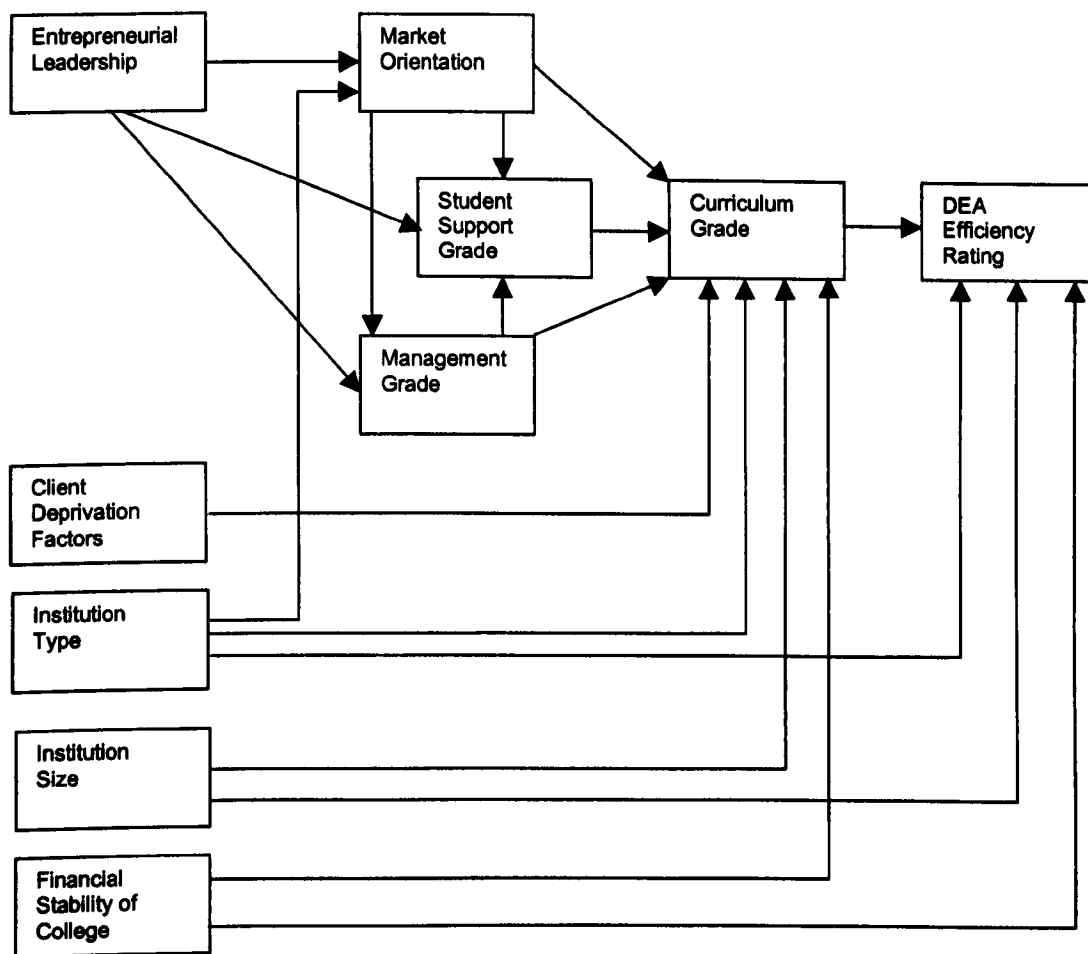 Entrepreneurial
Leadership
Market
Orientation
Student
Support
Grade
Curriculum
Grade
DEA
Efficiency
Rating
Management
Grade
Client
Deprivation
Factors
Institution
Type
Institution
Size
Financial
Stability of
College